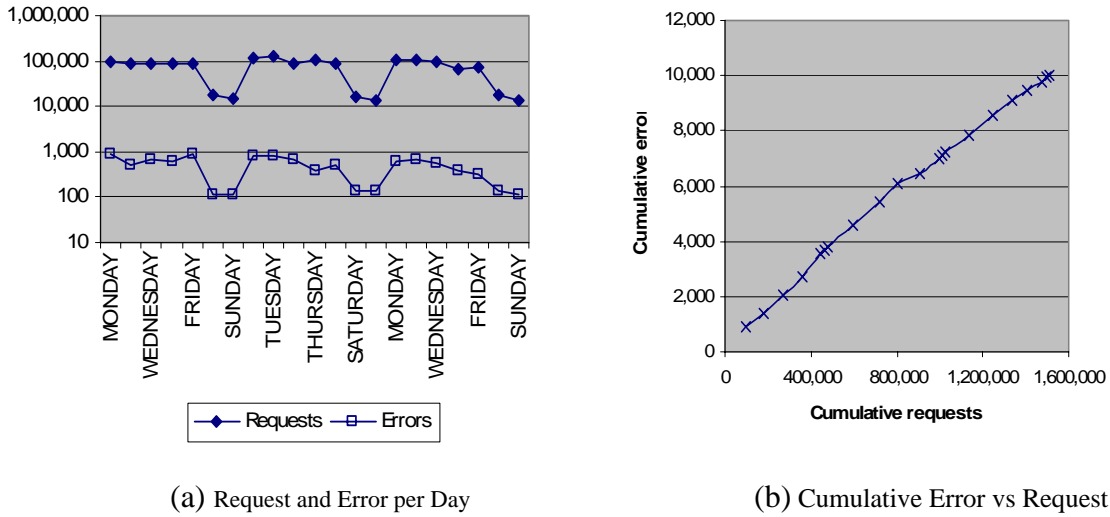 1,000,000
100,000
10,000
1,000
100
10
MONDAY
WEDNESDAY
FRIDAY
SUNDAY
TUESDAY
THURSDAY
SATURDAY
MONDAY
WEDNESDAY
FRIDAY
SUNDAY
Requests
Errors
(a) Request and Error per Day
12,000
10,000
8,000
6,000
4,000
2,000
0
Cumulative error
0
400,000
800,000
1,200,000
1,600,000
Cumulative requests
(b) Cumulative Error vs Request